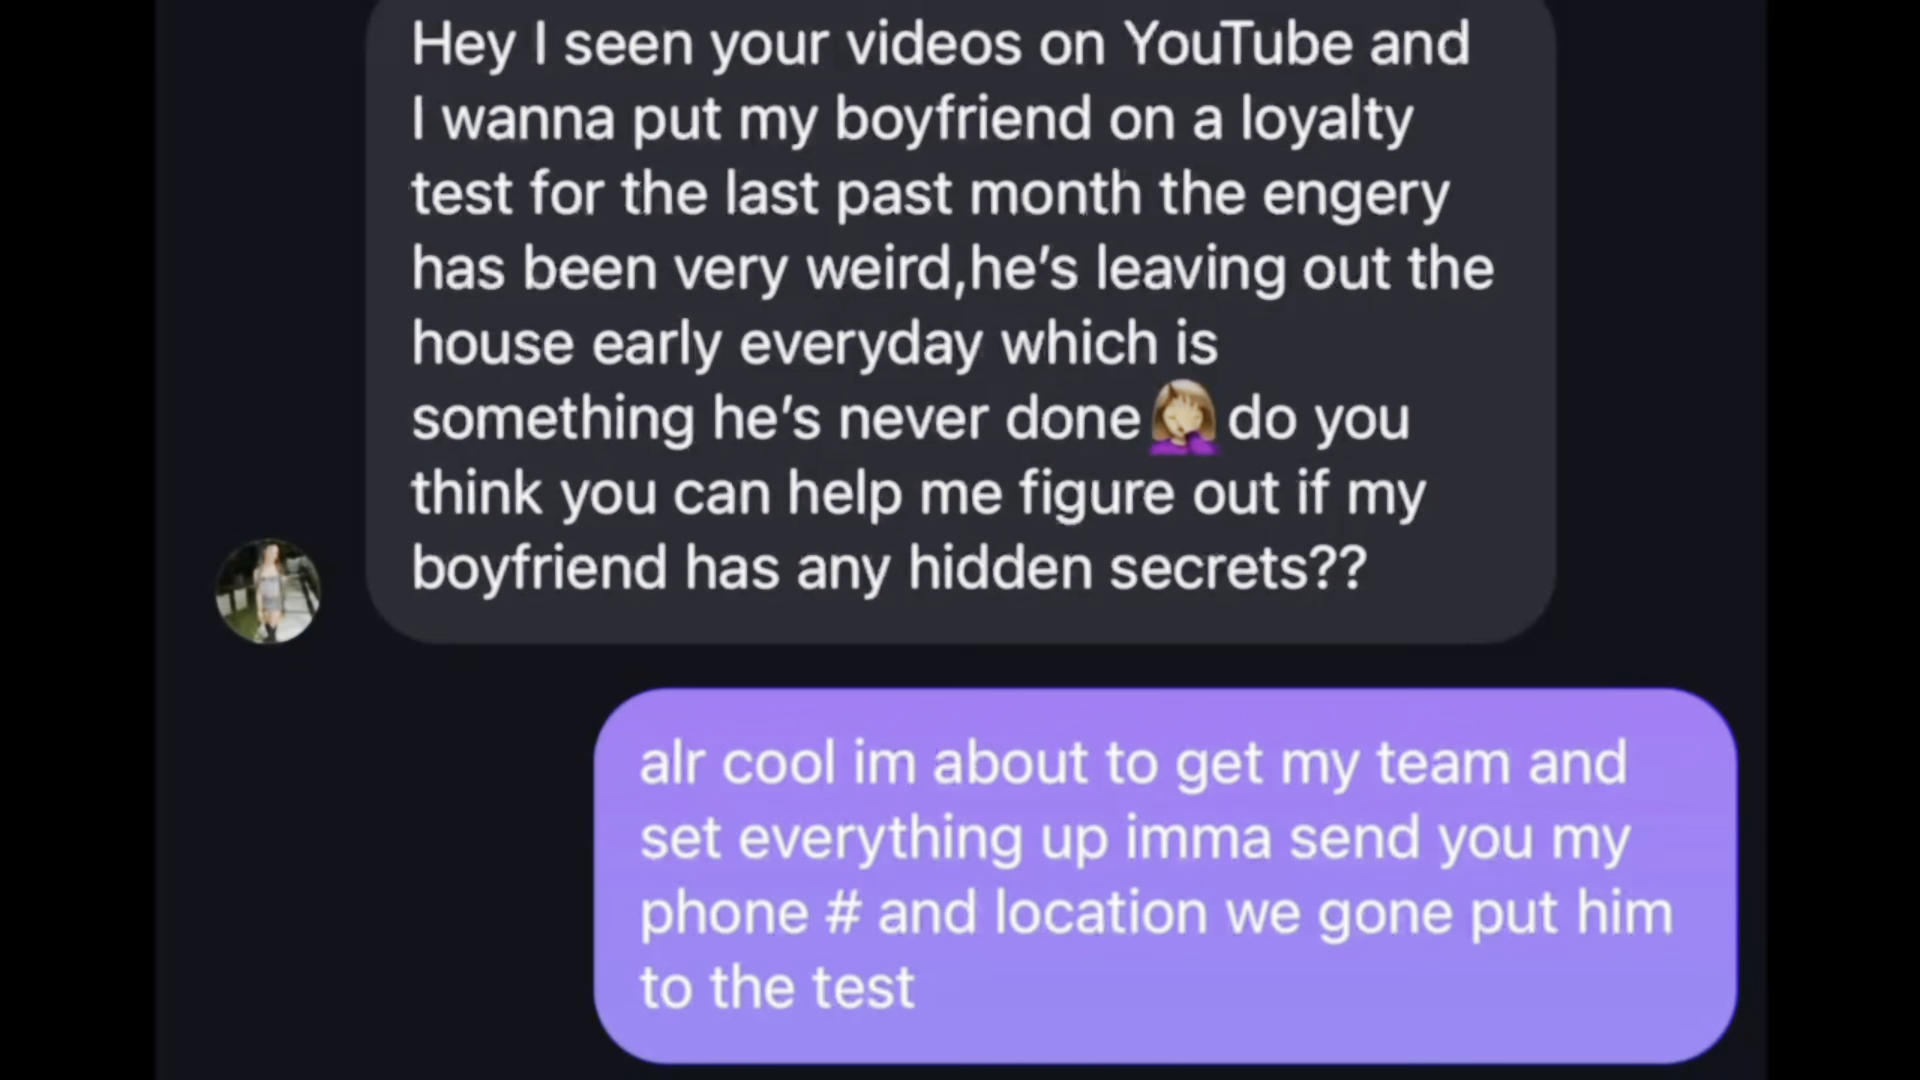 Hey I seen your videos on YouTube and
I wanna put my boyfriend on a loyalty
test for the last past month the engery
has been very weird,he’s leaving out the
house early everyday which is
something he’s never done🤦🏼‍♀️do you
think you can help me figure out if my
boyfriend has any hidden secrets??
alr cool im about to get my team and
set everything up imma send you my
phone # and location we gone put him
to the test